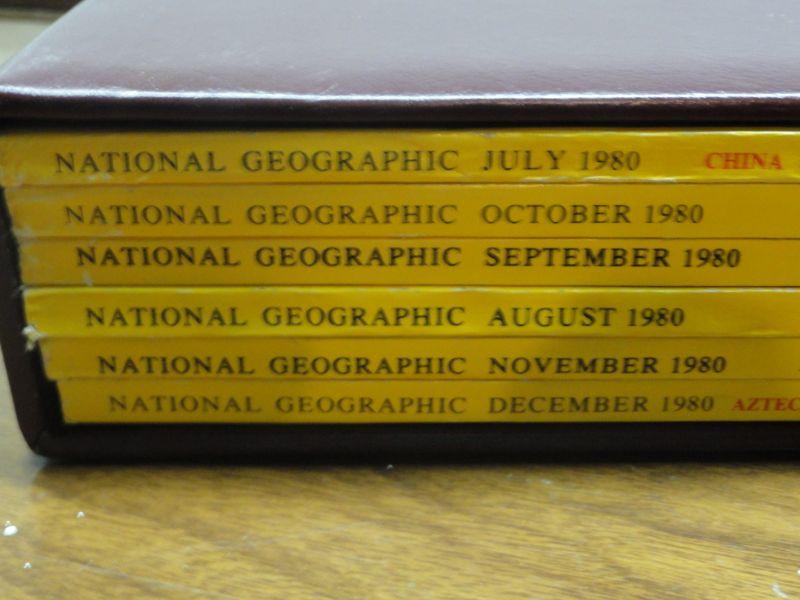 NATIONAL GEOGRAPHIC JULY 1980 CHINA
NATIONAL GEOGRAPHIC OCTOBER 1980
NATIONAL GEOGRAPHIC SEPTEMBER 1980
NATIONAL GEOGRAPHIC AUGUST 1980
NATIONAL GEOGRAPHIC NOVEMBER 1980
NATIONAL GEOGRAPHIC DECEMBER 1980 AZTEC